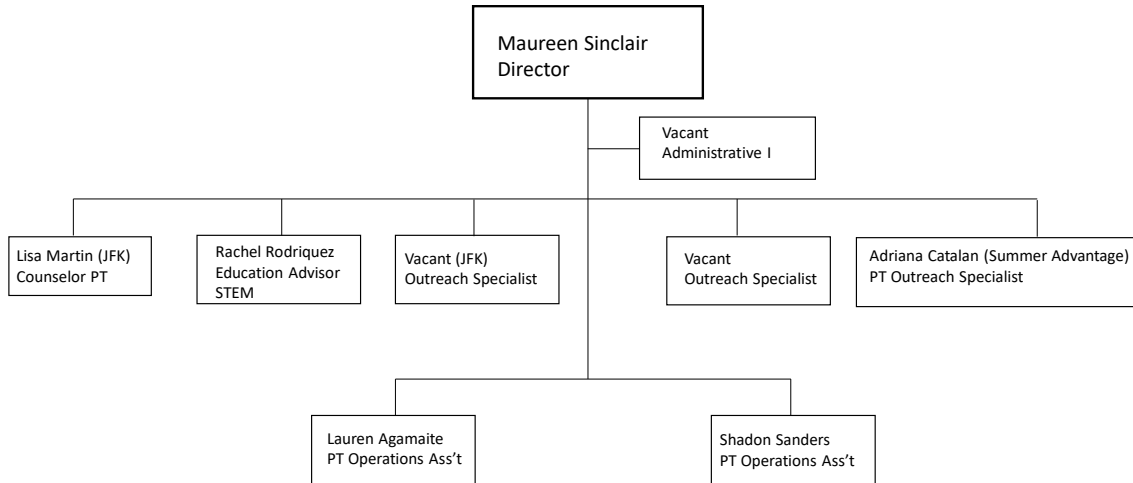 Maureen Sinclair
Director
Vacant
Administrative I
Lisa Martin (JFK)
Counselor PT
Rachel Rodriquez
Education Advisor
STEM
Vacant (JFK)
Outreach Specialist
Vacant
Outreach Specialist
Adriana Catalan (Summer Advantage)
PT Outreach Specialist
Lauren Agamaite
PT Operations Ass’t
Shadon Sanders
PT Operations Ass’t